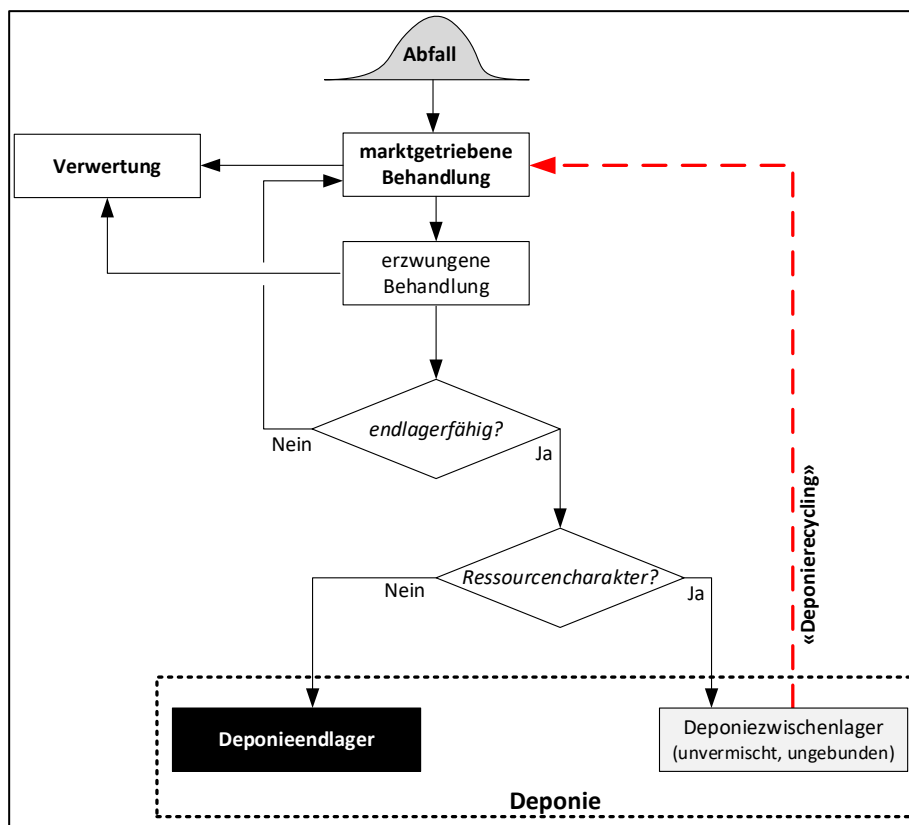 Abfall
Verwertung
marktgetriebene
Behandlung
erzwungene
Behandlung
endlagerfähig?
Nein
Ja
Ressourcencharakter?
Nein
Ja
«Deponierecycling»
Deponieendlager
Deponiezwischenlager
(unvermischt, ungebunden)
Deponie